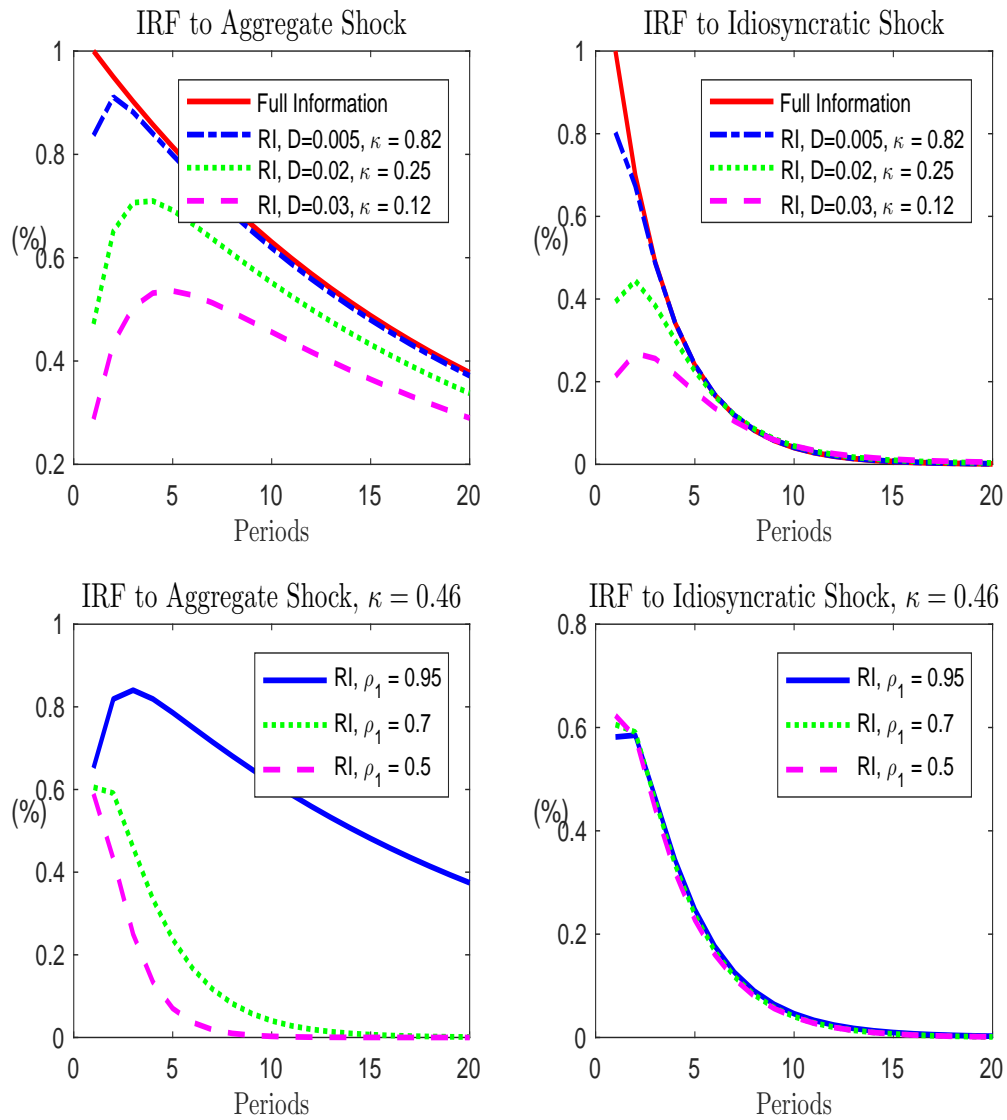 IRF to Aggregate Shock
1
0.8
0.6
0.4
0.2
(%)
Full Information
RI, D=0.005, κ = 0.82
RI, D=0.02, κ = 0.25
RI, D=0.03, κ = 0.12
0 5 10 15 20
Periods
IRF to Idiosyncratic Shock
1
0.8
0.6
0.4
0.2
0
(%)
Full Information
RI, D=0.005, κ = 0.82
RI, D=0.02, κ = 0.25
RI, D=0.03, κ = 0.12
0 5 10 15 20
Periods
IRF to Aggregate Shock, κ = 0.46
1
0.8
0.6
0.4
0.2
0
(%)
RI, ρ₁ = 0.95
RI, ρ₁ = 0.7
RI, ρ₁ = 0.5
0 5 10 15 20
Periods
IRF to Idiosyncratic Shock, κ = 0.46
0.8
0.6
0.4
0.2
0
(%)
RI, ρ₁ = 0.95
RI, ρ₁ = 0.7
RI, ρ₁ = 0.5
0 5 10 15 20
Periods